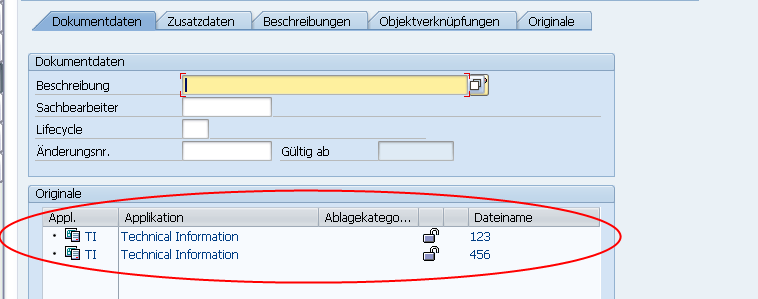 Dokumentdaten Zusatzdaten Beschreibungen Objektverknüpfungen Originale
Dokumentdaten
Beschreibung
Sachbearbeiter
Lifecycle
Änderungsnr. Gültig ab
Originale
Appl. Applikation Ablagekatego... Dateiname
TI Technical Information 123
TI Technical Information 456